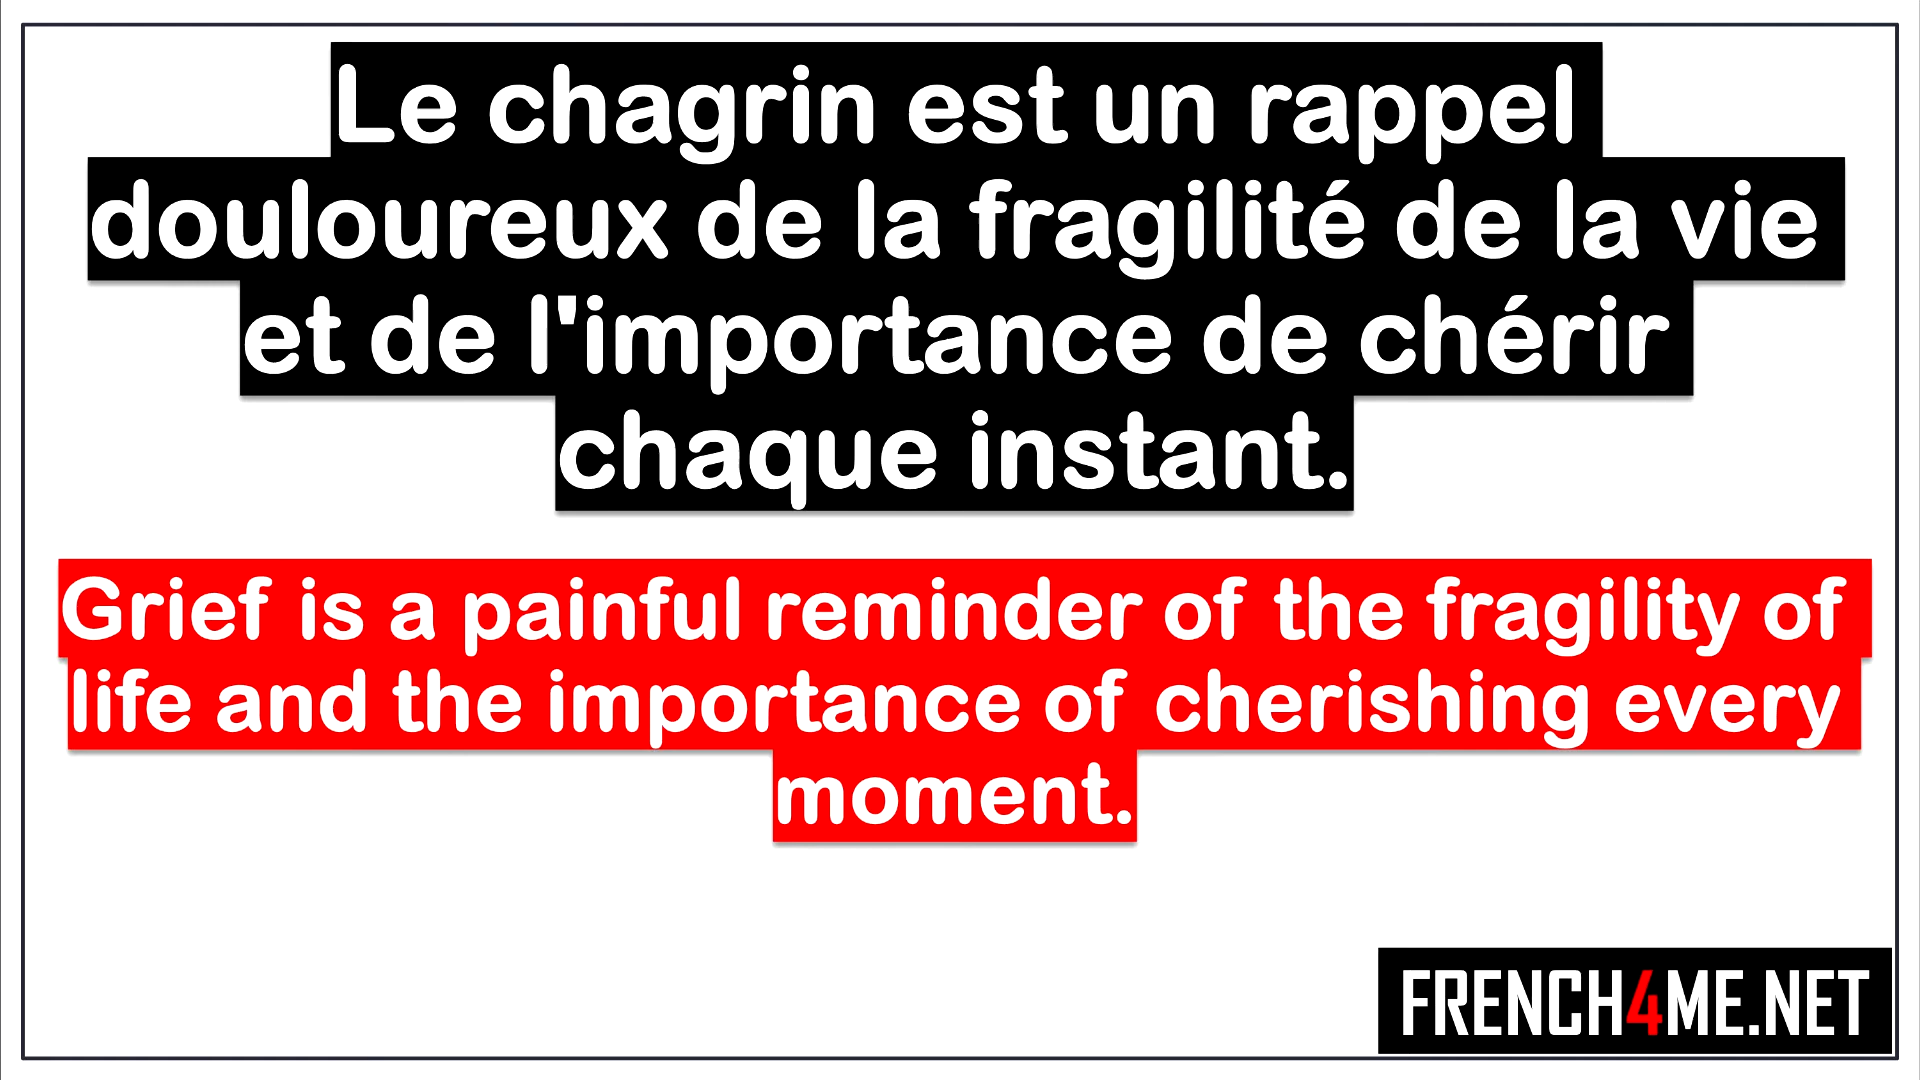 Le chagrin est un rappel
douloureux de la fragilité de la vie
et de l'importance de chérir
chaque instant.
Grief is a painful reminder of the fragility of
life and the importance of cherishing every
moment.
FRENCH4ME.NET